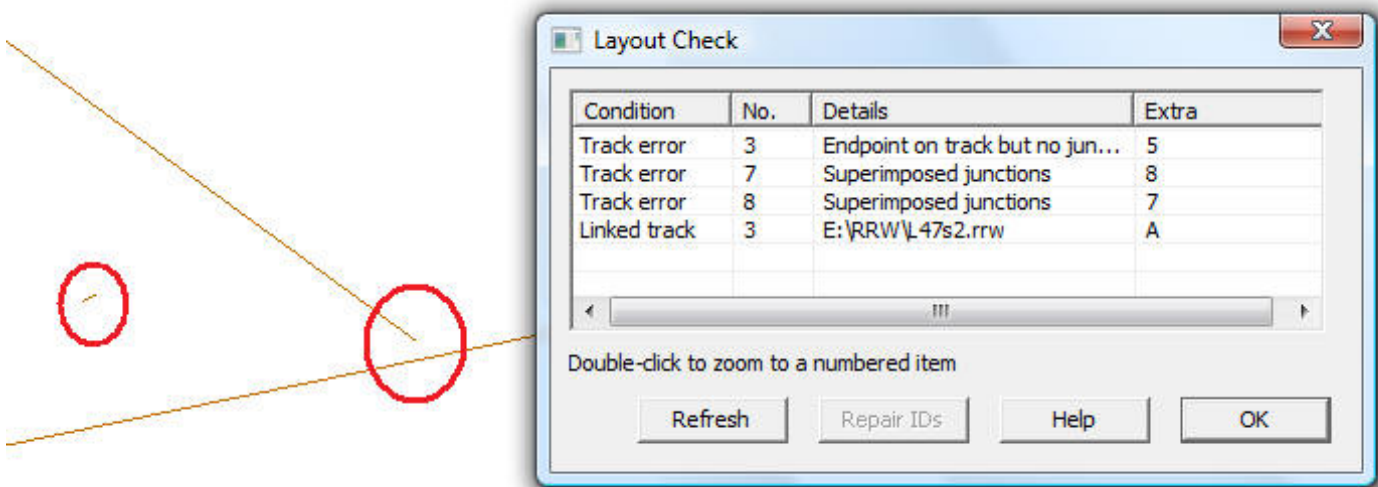 Layout Check
Condition No. Details Extra
Track error 3 Endpoint on track but no jun... 5
Track error 7 Superimposed junctions 8
Track error 8 Superimposed junctions 7
Linked track 3 E:\RRW\L47s2.rrw A
Double-click to zoom to a numbered item
Refresh Repair IDs Help OK